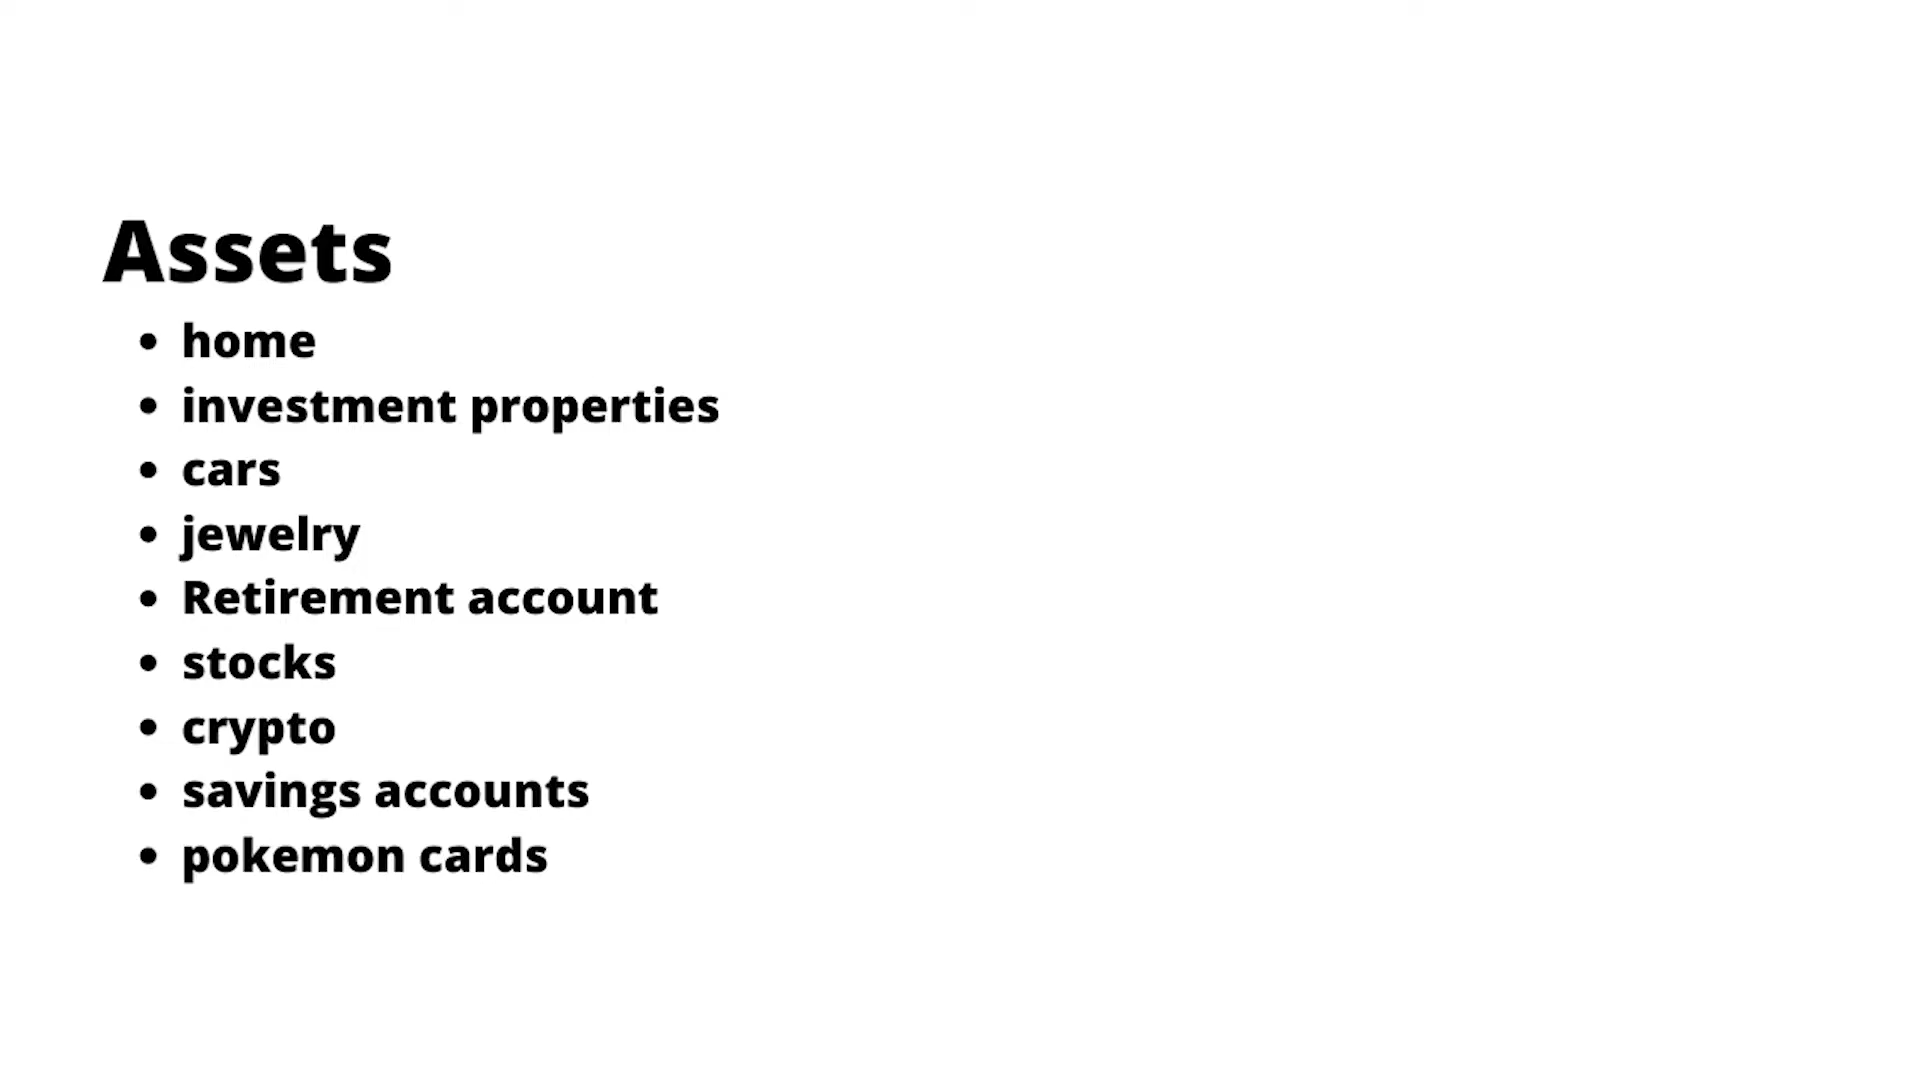 Assets
• home
• investment properties
• cars
• jewelry
• Retirement account
• stocks
• crypto
• savings accounts
• pokemon cards